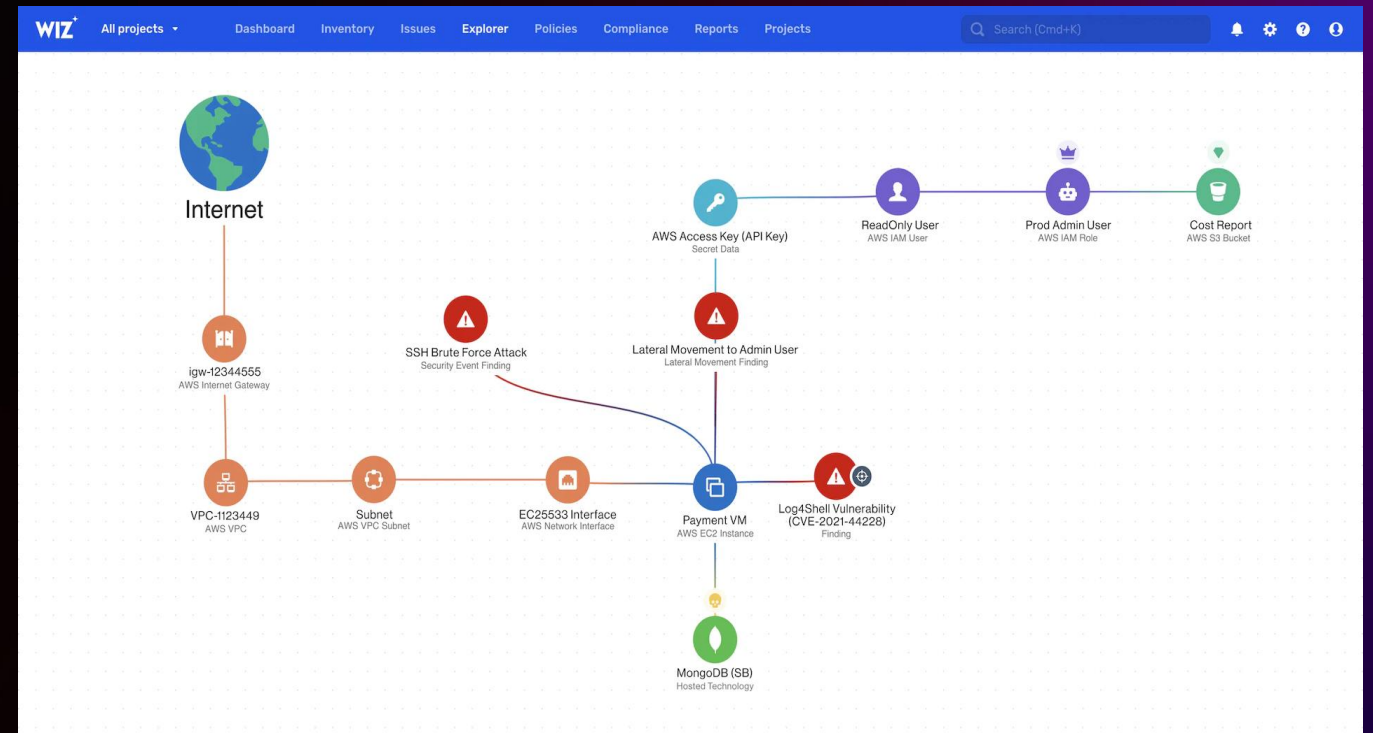 WIZ+
All projects Dashboard Inventory Issues Explorer Policies Compliance Reports Projects Search (Cmd+K)
Internet
AWS Access Key (API Key)
Secret Data
ReadOnly User
AWS IAM User
Prod Admin User
AWS IAM Role
Cost Report
AWS S3 Bucket
igw-12344555
AWS Internet Gateway
SSH Brute Force Attack
Security Event Finding
Lateral Movement to Admin User
Lateral Movement Finding
VPC-1123449
AWS VPC
Subnet
AWS VPC Subnet
EC25533 Interface
AWS Network Interface
Payment VM
AWS EC2 Instance
Log4Shell Vulnerability
(CVE-2021-44228)
Finding
MongoDB (SB)
Hosted Technology